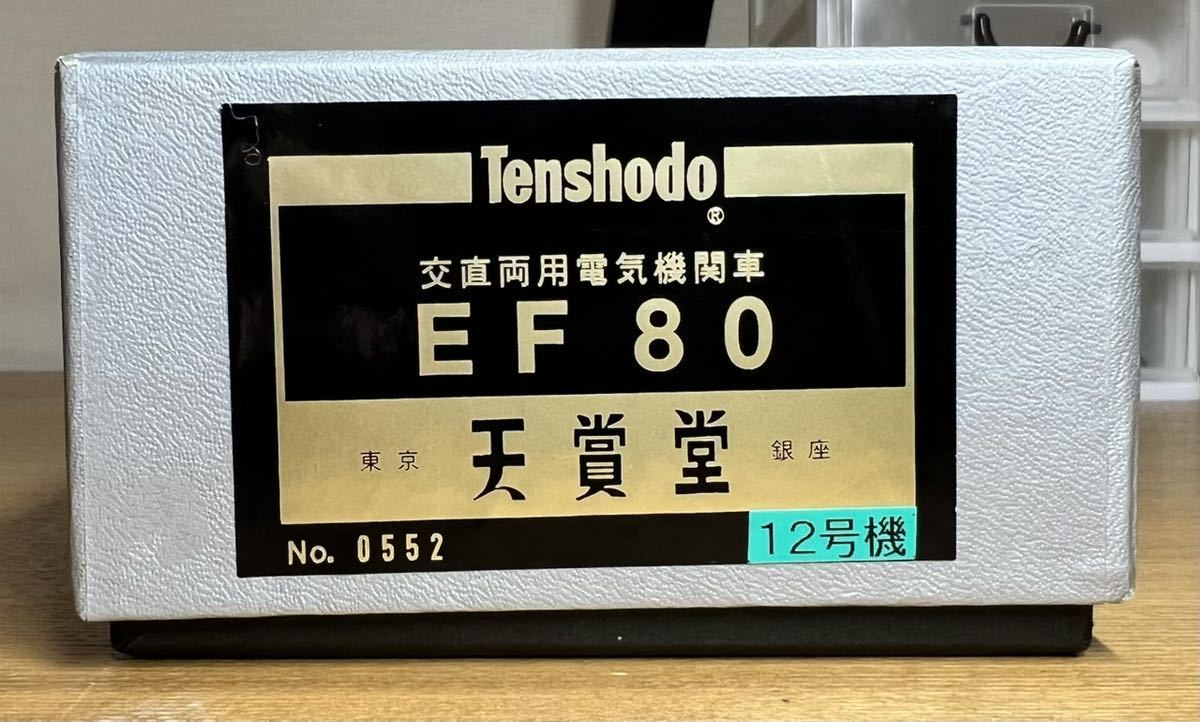 Tenshodo
®
交直両用電気機関車
EF 80
東京 天賞堂 銀座
No. 0552
12号機